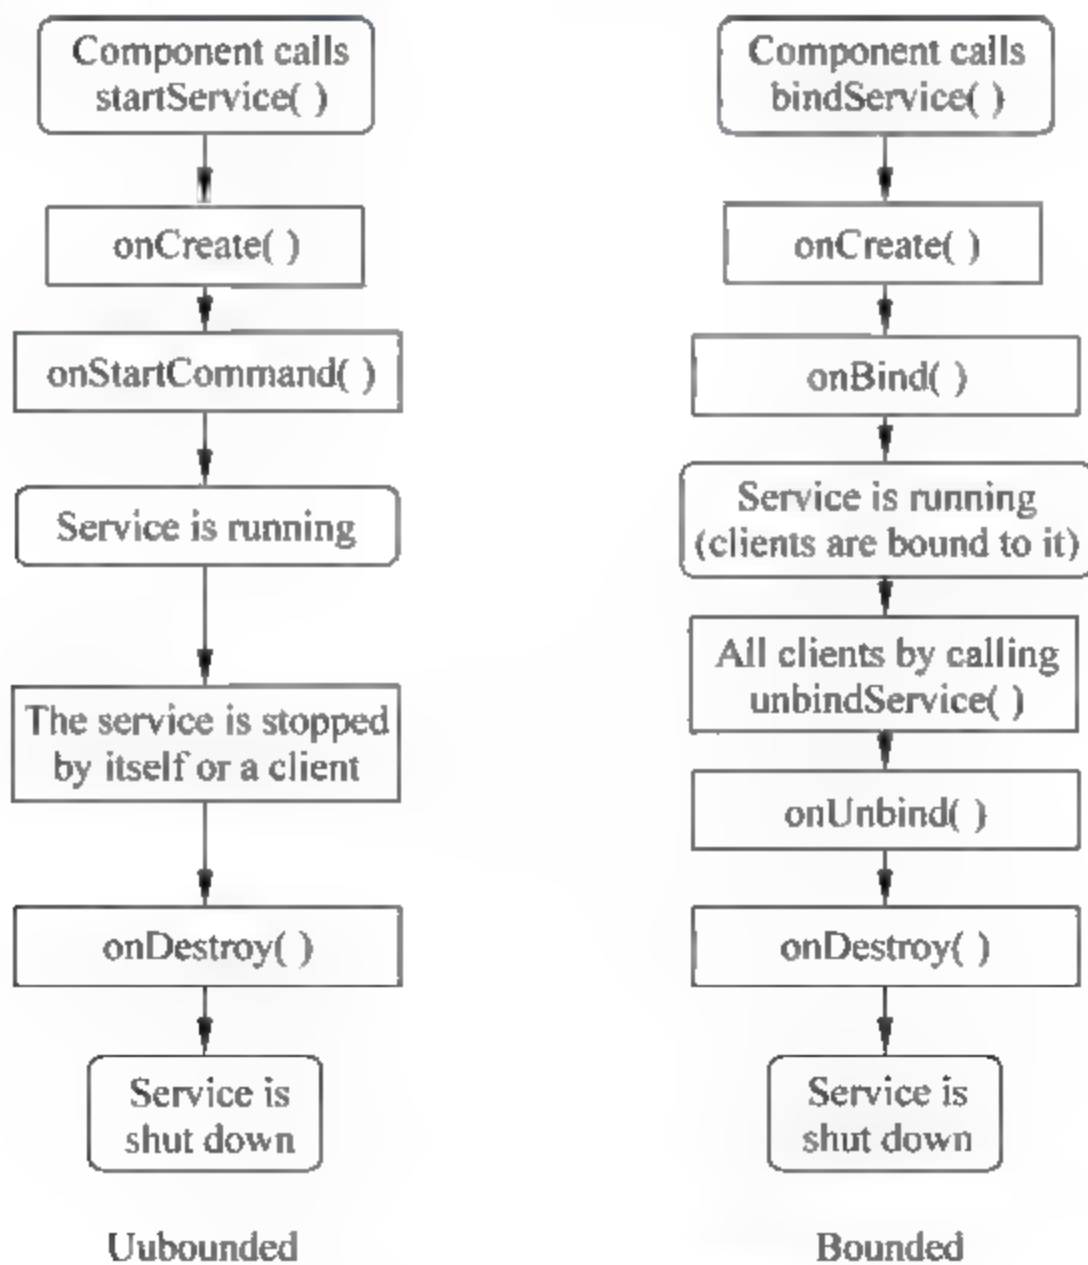 Component calls
startService( )
onCreate( )
onStartCommand( )
Service is running
The service is stopped
by itself or a client
onDestroy( )
Service is
shut down
Uubounded
Component calls
bindService( )
onCreate( )
onBind( )
Service is running
(clients are bound to it)
All clients by calling
unbindService( )
onUnbind( )
onDestroy( )
Service is
shut down
Bounded